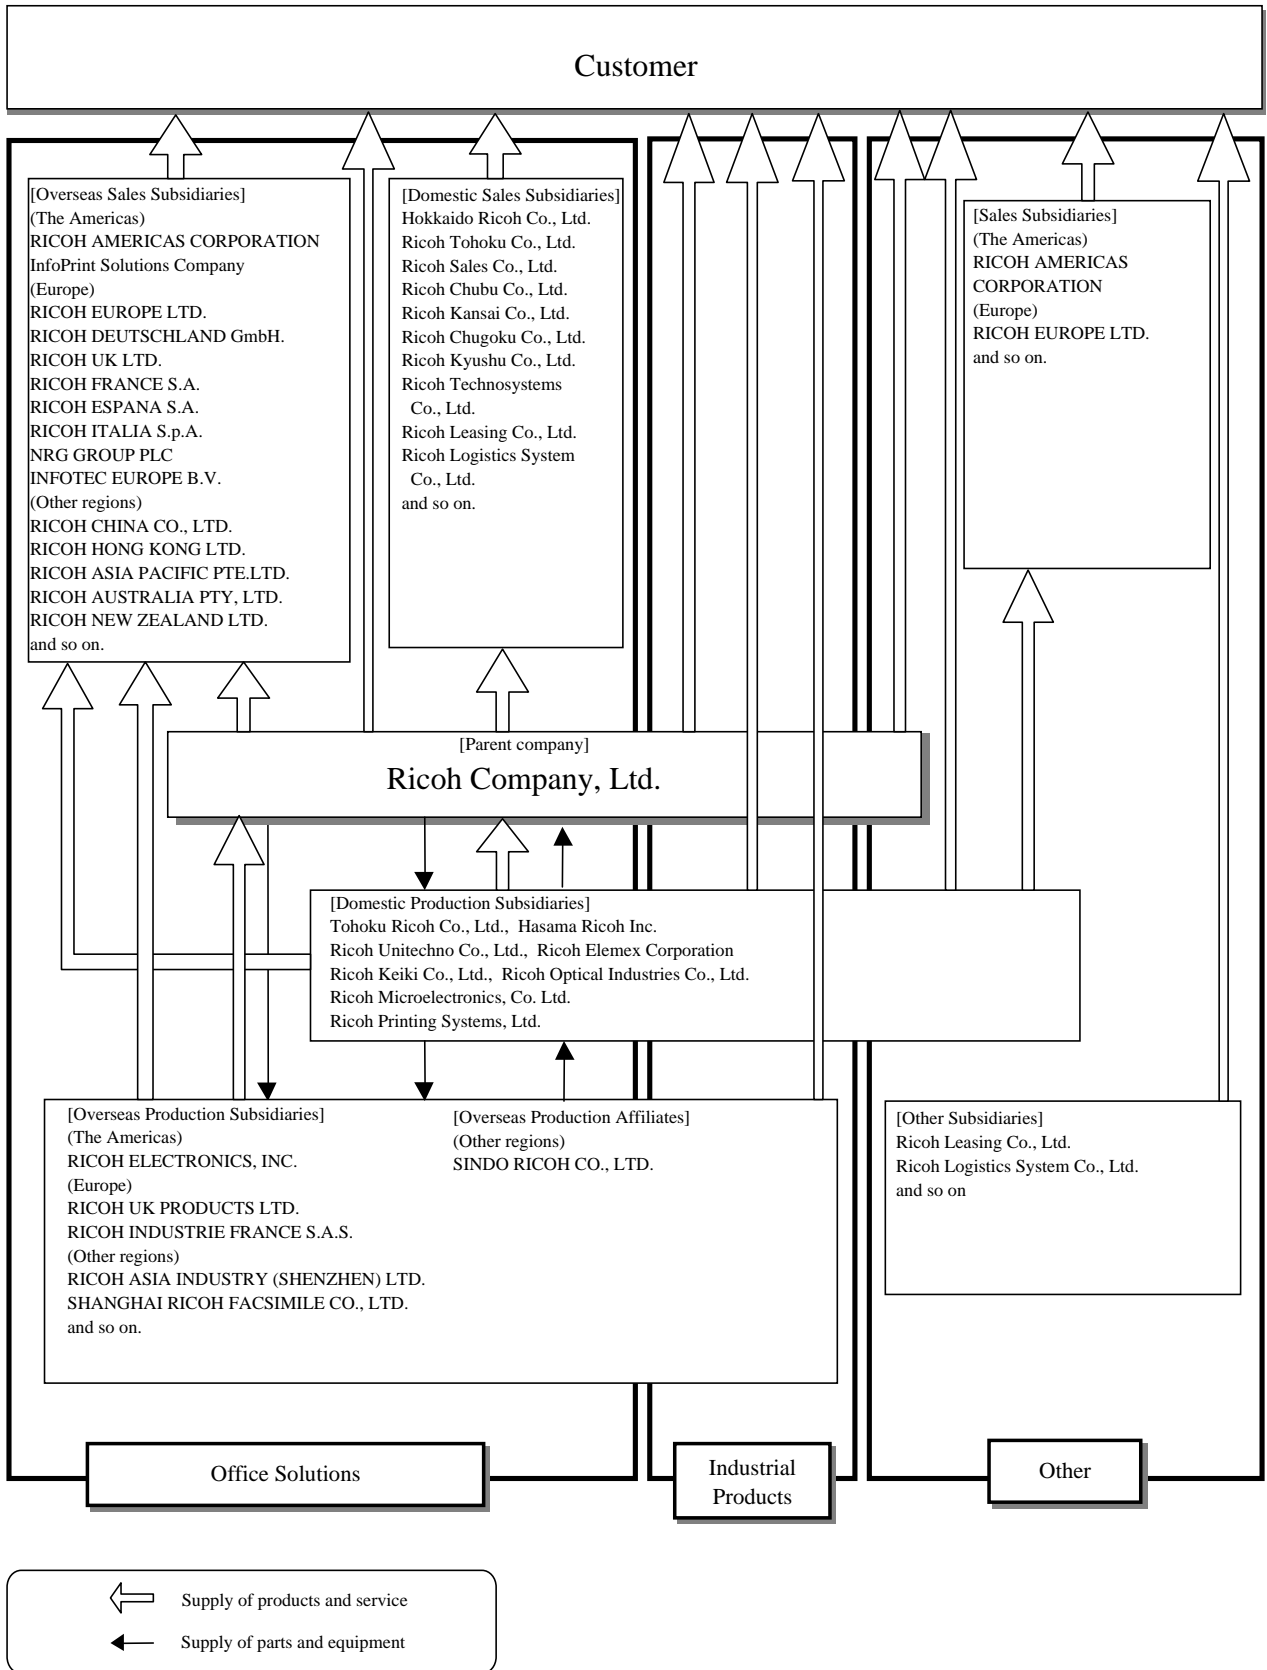 Customer
[Overseas Sales Subsidiaries]
(The Americas)
RICOH AMERICAS CORPORATION
InfoPrint Solutions Company
(Europe)
RICOH EUROPE LTD.
RICOH DEUTSCHLAND GmbH.
RICOH UK LTD.
RICOH FRANCE S.A.
RICOH ESPANA S.A.
RICOH ITALIA S.p.A.
NRG GROUP PLC
INFOTEC EUROPE B.V.
(Other regions)
RICOH CHINA CO., LTD.
RICOH HONG KONG LTD.
RICOH ASIA PACIFIC PTE.LTD.
RICOH AUSTRALIA PTY, LTD.
RICOH NEW ZEALAND LTD.
and so on.
[Domestic Sales Subsidiaries]
Hokkaido Ricoh Co., Ltd.
Ricoh Tohoku Co., Ltd.
Ricoh Sales Co., Ltd.
Ricoh Chubu Co., Ltd.
Ricoh Kansai Co., Ltd.
Ricoh Chugoku Co., Ltd.
Ricoh Kyushu Co., Ltd.
Ricoh Technosystems
Co., Ltd.
Ricoh Leasing Co., Ltd.
Ricoh Logistics System
Co., Ltd.
and so on.
[Sales Subsidiaries]
(The Americas)
RICOH AMERICAS
CORPORATION
(Europe)
RICOH EUROPE LTD.
and so on.
[Parent company]
Ricoh Company, Ltd.
[Domestic Production Subsidiaries]
Tohoku Ricoh Co., Ltd., Hasama Ricoh Inc.
Ricoh Unitechno Co., Ltd., Ricoh Elemex Corporation
Ricoh Keiki Co., Ltd., Ricoh Optical Industries Co., Ltd.
Ricoh Microelectronics, Co. Ltd.
Ricoh Printing Systems, Ltd.
[Overseas Production Subsidiaries]
(The Americas)
RICOH ELECTRONICS, INC.
(Europe)
RICOH UK PRODUCTS LTD.
RICOH INDUSTRIE FRANCE S.A.S.
(Other regions)
RICOH ASIA INDUSTRY (SHENZHEN) LTD.
SHANGHAI RICOH FACSIMILE CO., LTD.
and so on.
[Overseas Production Affiliates]
(Other regions)
SINDO RICOH CO., LTD.
[Other Subsidiaries]
Ricoh Leasing Co., Ltd.
Ricoh Logistics System Co., Ltd.
and so on
Office Solutions
Industrial
Products
Other
Supply of products and service
Supply of parts and equipment